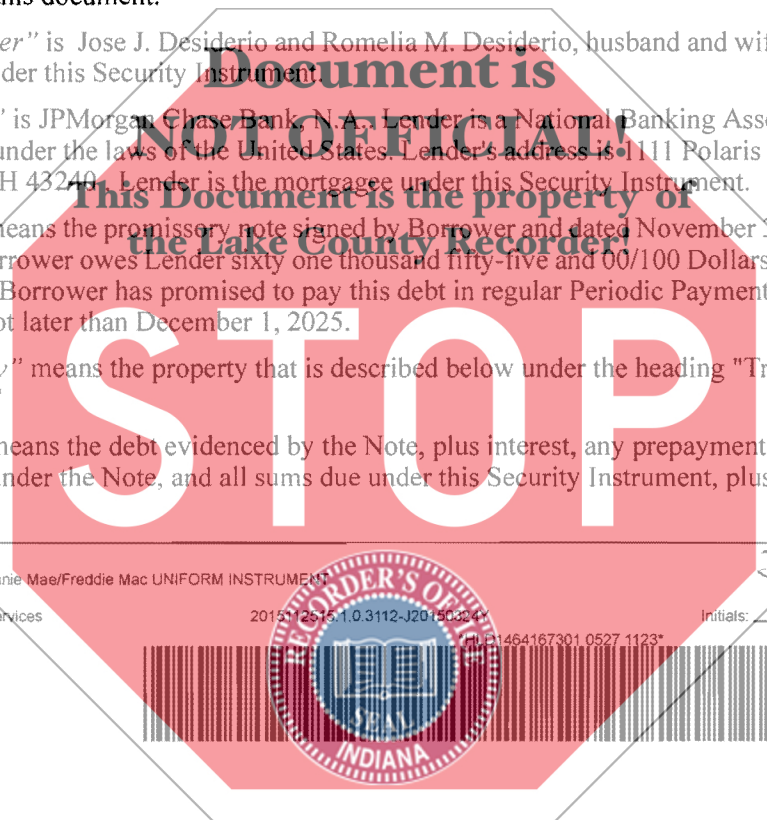 this document.
er" is Jose J. Desiderio and Romelia M. Desiderio, husband and wif
der this Security Instrument.
Document is
" is JPMorgan Chase Bank, N.A. Lender is a National Banking Asso
NOT OFFICIAL!
under the laws of the United States. Lender's address is 1111 Polaris
H 43240. Lender is the mortgagee under this Security Instrument.
This Document is the property of
neans the promissory note signed by Borrower and dated November
the Lake County Recorder!
rrower owes Lender sixty one thousand fifty-five and 00/100 Dollars
Borrower has promised to pay this debt in regular Periodic Payment
ot later than December 1, 2025.
y" means the property that is described below under the heading "Tr
STOP
neans the debt evidenced by the Note, plus interest, any prepayment
under the Note, and all sums due under this Security Instrument, plus
nie Mae/Freddie Mac UNIFORM INSTRUMENT
ervices
2015112515.1.0.3112-J20150824Y
Initials:
*HLD1464167301 0527 1123*
RECORDER'S OFFICE
SEAL
INDIANA